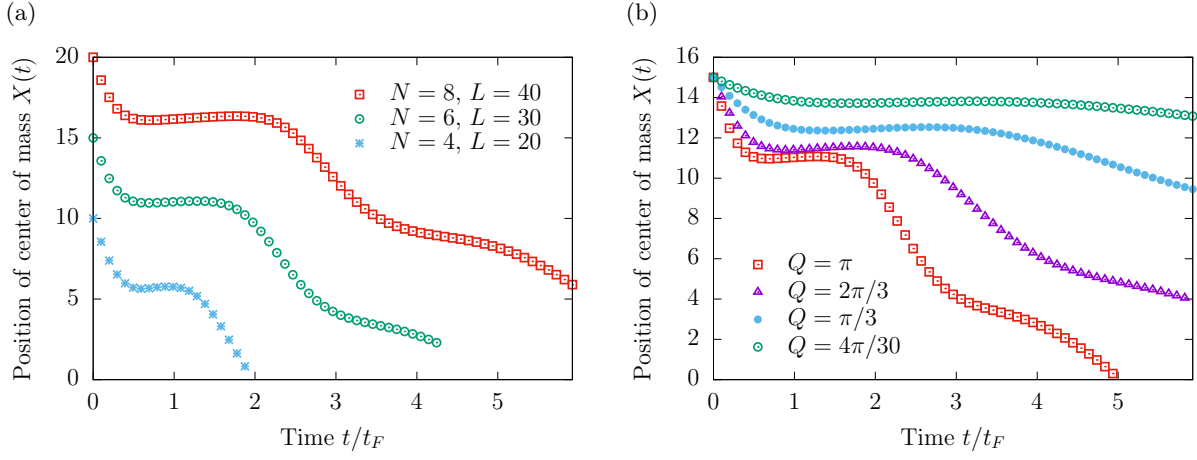 (a)
Position of center of mass X(t)
20
15
10
5
0
N = 8, L = 40
N = 6, L = 30
N = 4, L = 20
0 1 2 3 4 5
Time t/t_F
(b)
Position of center of mass X(t)
16
14
12
10
8
6
4
2
0
Q = π
Q = 2π/3
Q = π/3
Q = 4π/30
0 1 2 3 4 5
Time t/t_F